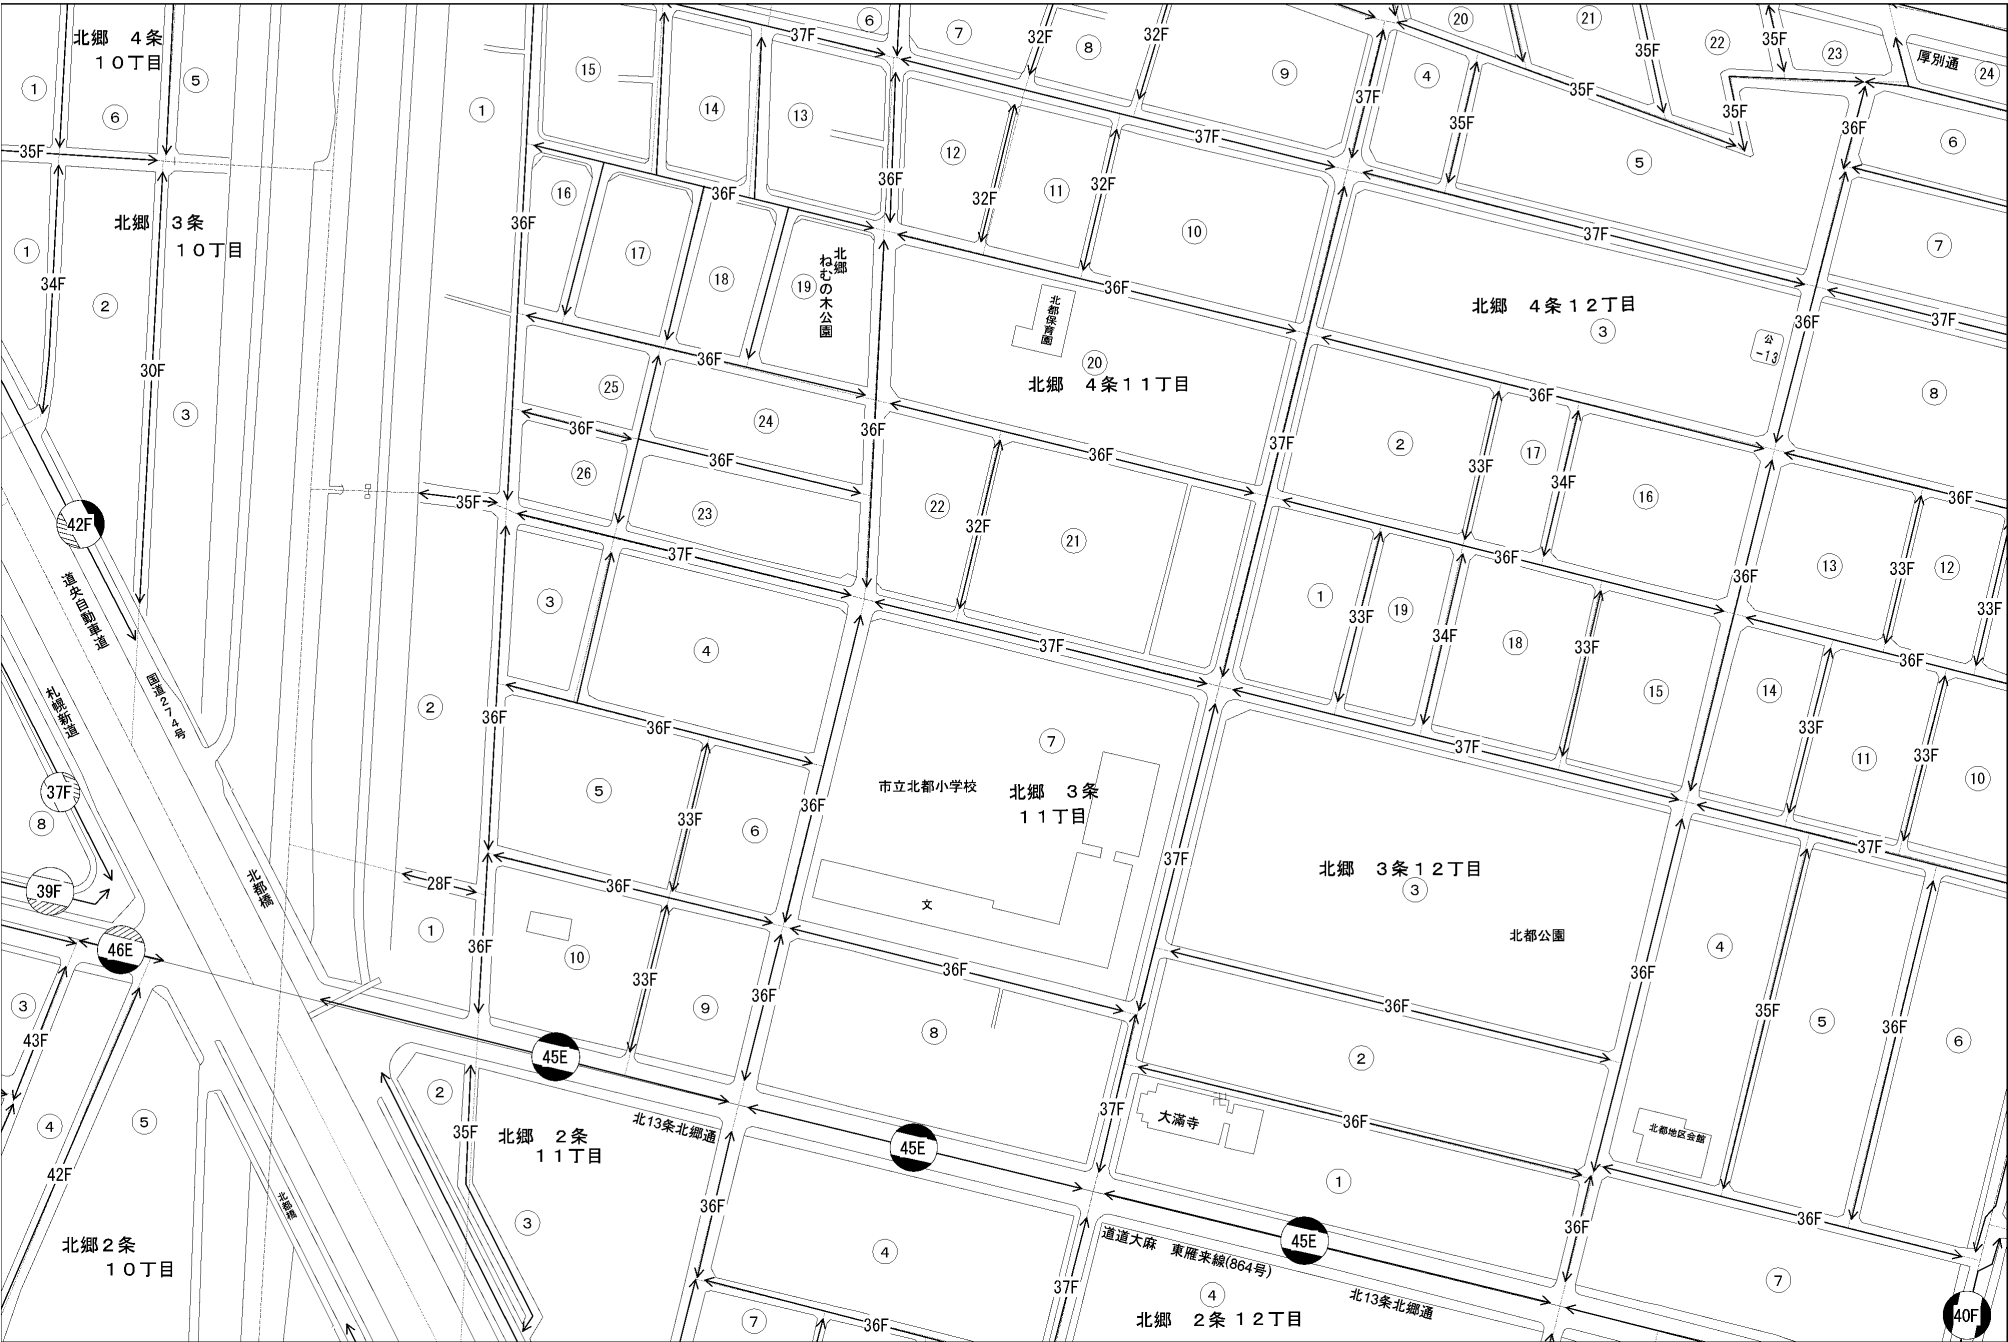 北郷　４条
１０丁目
北郷　３条
１０丁目
北郷
ねむの木公園
北都保育園
北郷　４条１１丁目
北郷　４条１２丁目
公
-13
厚別通
道央自動車道
国道274号
札幌新道
北都橋
市立北都小学校
北郷　３条
１１丁目
文
北郷　３条１２丁目
北都公園
大満寺
北都地区会館
北13条北郷通
北郷　２条
１１丁目
北都橋
北郷２条
１０丁目
道道大麻　東雁来線(864号)
北13条北郷通
北郷　２条１２丁目
42F
37F
39F
46E
45E
45E
45E
40F
35F
34F
30F
43F
42F
35F
28F
36F
37F
32F
33F